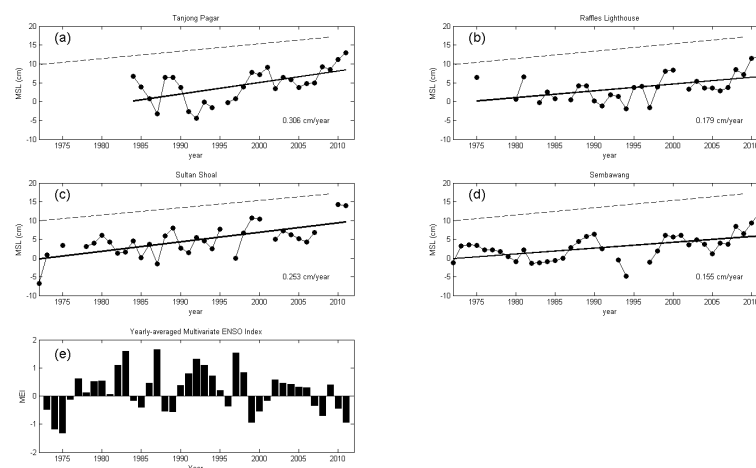 Tanjong Pagar
(a)
20
15
10
5
0
-5
-10
MSL (cm)
0.306 cm/year
1975 1980 1985 1990 1995 2000 2005 2010
year
Raffles Lighthouse
(b)
20
15
10
5
0
-5
-10
MSL (cm)
0.179 cm/year
1975 1980 1985 1990 1995 2000 2005 2010
year
Sultan Shoal
(c)
20
15
10
5
0
-5
-10
MSL (cm)
0.253 cm/year
1975 1980 1985 1990 1995 2000 2005 2010
year
Sembawang
(d)
20
15
10
5
0
-5
-10
MSL (cm)
0.155 cm/year
1975 1980 1985 1990 1995 2000 2005 2010
year
Yearly-averaged Multivariate ENSO Index
(e)
2
1
0
-1
-2
MEI
1975 1980 1985 1990 1995 2000 2005 2010
Year